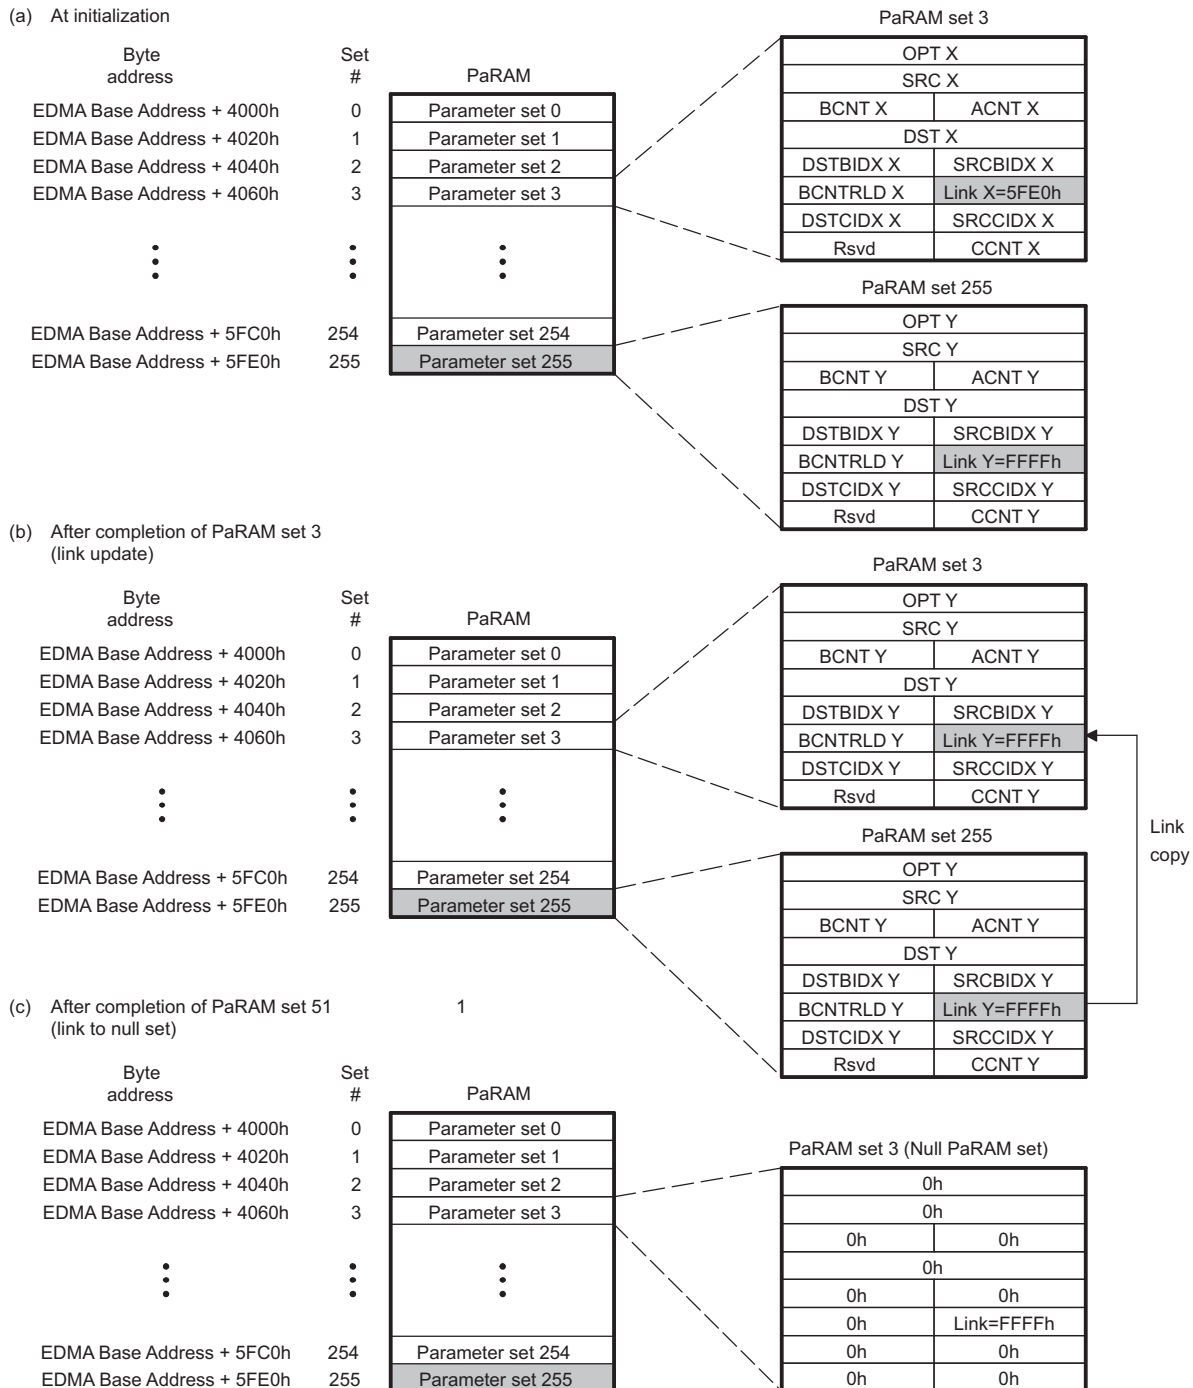 (a) At initialization
Byte address Set # PaRAM
EDMA Base Address + 4000h 0 Parameter set 0
EDMA Base Address + 4020h 1 Parameter set 1
EDMA Base Address + 4040h 2 Parameter set 2
EDMA Base Address + 4060h 3 Parameter set 3
EDMA Base Address + 5FC0h 254 Parameter set 254
EDMA Base Address + 5FE0h 255 Parameter set 255
PaRAM set 3
OPT X
SRC X
BCNT X ACNT X
DST X
DSTBIDX X SRCBIDX X
BCNTRLD X Link X=5FE0h
DSTCIDX X SRCCIDX X
Rsvd CCNT X
PaRAM set 255
OPT Y
SRC Y
BCNT Y ACNT Y
DST Y
DSTBIDX Y SRCBIDX Y
BCNTRLD Y Link Y=FFFFh
DSTCIDX Y SRCCIDX Y
Rsvd CCNT Y
(b) After completion of PaRAM set 3
(link update)
Byte address Set # PaRAM
EDMA Base Address + 4000h 0 Parameter set 0
EDMA Base Address + 4020h 1 Parameter set 1
EDMA Base Address + 4040h 2 Parameter set 2
EDMA Base Address + 4060h 3 Parameter set 3
EDMA Base Address + 5FC0h 254 Parameter set 254
EDMA Base Address + 5FE0h 255 Parameter set 255
PaRAM set 3
OPT Y
SRC Y
BCNT Y ACNT Y
DST Y
DSTBIDX Y SRCBIDX Y
BCNTRLD Y Link Y=FFFFh
DSTCIDX Y SRCCIDX Y
Rsvd CCNT Y
Link
copy
PaRAM set 255
OPT Y
SRC Y
BCNT Y ACNT Y
DST Y
DSTBIDX Y SRCBIDX Y
BCNTRLD Y Link Y=FFFFh
DSTCIDX Y SRCCIDX Y
Rsvd CCNT Y
(c) After completion of PaRAM set 51 1
(link to null set)
Byte address Set # PaRAM
EDMA Base Address + 4000h 0 Parameter set 0
EDMA Base Address + 4020h 1 Parameter set 1
EDMA Base Address + 4040h 2 Parameter set 2
EDMA Base Address + 4060h 3 Parameter set 3
EDMA Base Address + 5FC0h 254 Parameter set 254
EDMA Base Address + 5FE0h 255 Parameter set 255
PaRAM set 3 (Null PaRAM set)
0h
0h
0h 0h
0h
0h 0h
0h Link=FFFFh
0h 0h
0h 0h